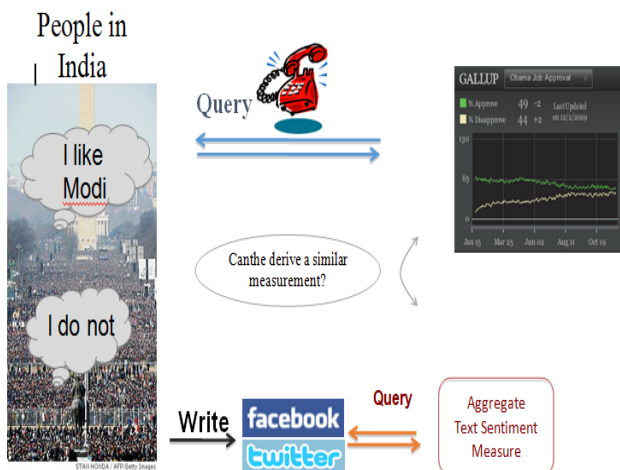 People in
India
I like
Modi
I do not
STAN HONDA / AFP/Getty Images
Query
GALLUP
Obama Job Approval
% Approve 49 -2
% Disapprove 44 +2
Last Updated
on 12/2/2009
130
65
0
Jan 15 Mar 25 Jun 02 Aug 11 Oct 19
Canthe derive a similar
measurement?
Write
facebook
twitter
Query
Aggregate
Text Sentiment
Measure